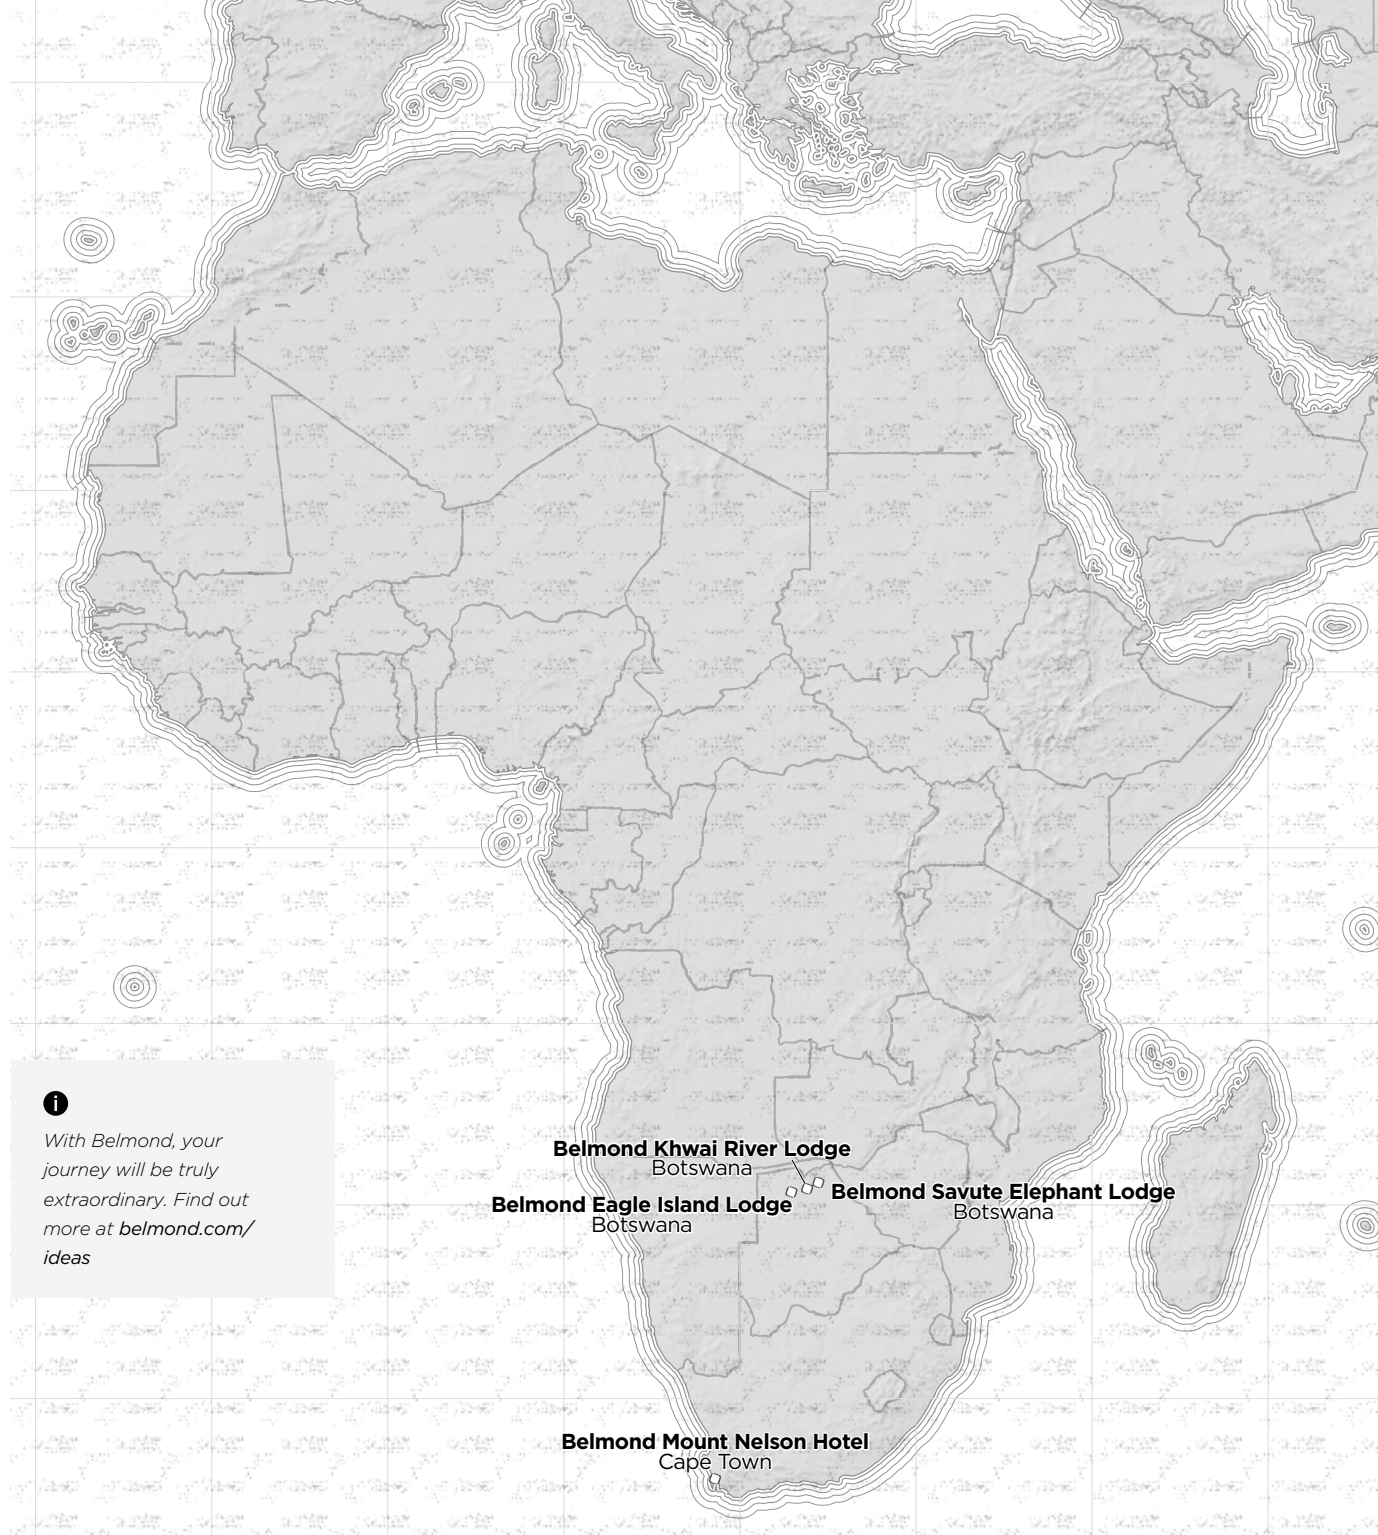 i
With Belmond, your
journey will be truly
extraordinary. Find out
more at belmond.com/
ideas
Belmond Khwai River Lodge
Botswana
Belmond Eagle Island Lodge
Botswana
Belmond Savute Elephant Lodge
Botswana
Belmond Mount Nelson Hotel
Cape Town